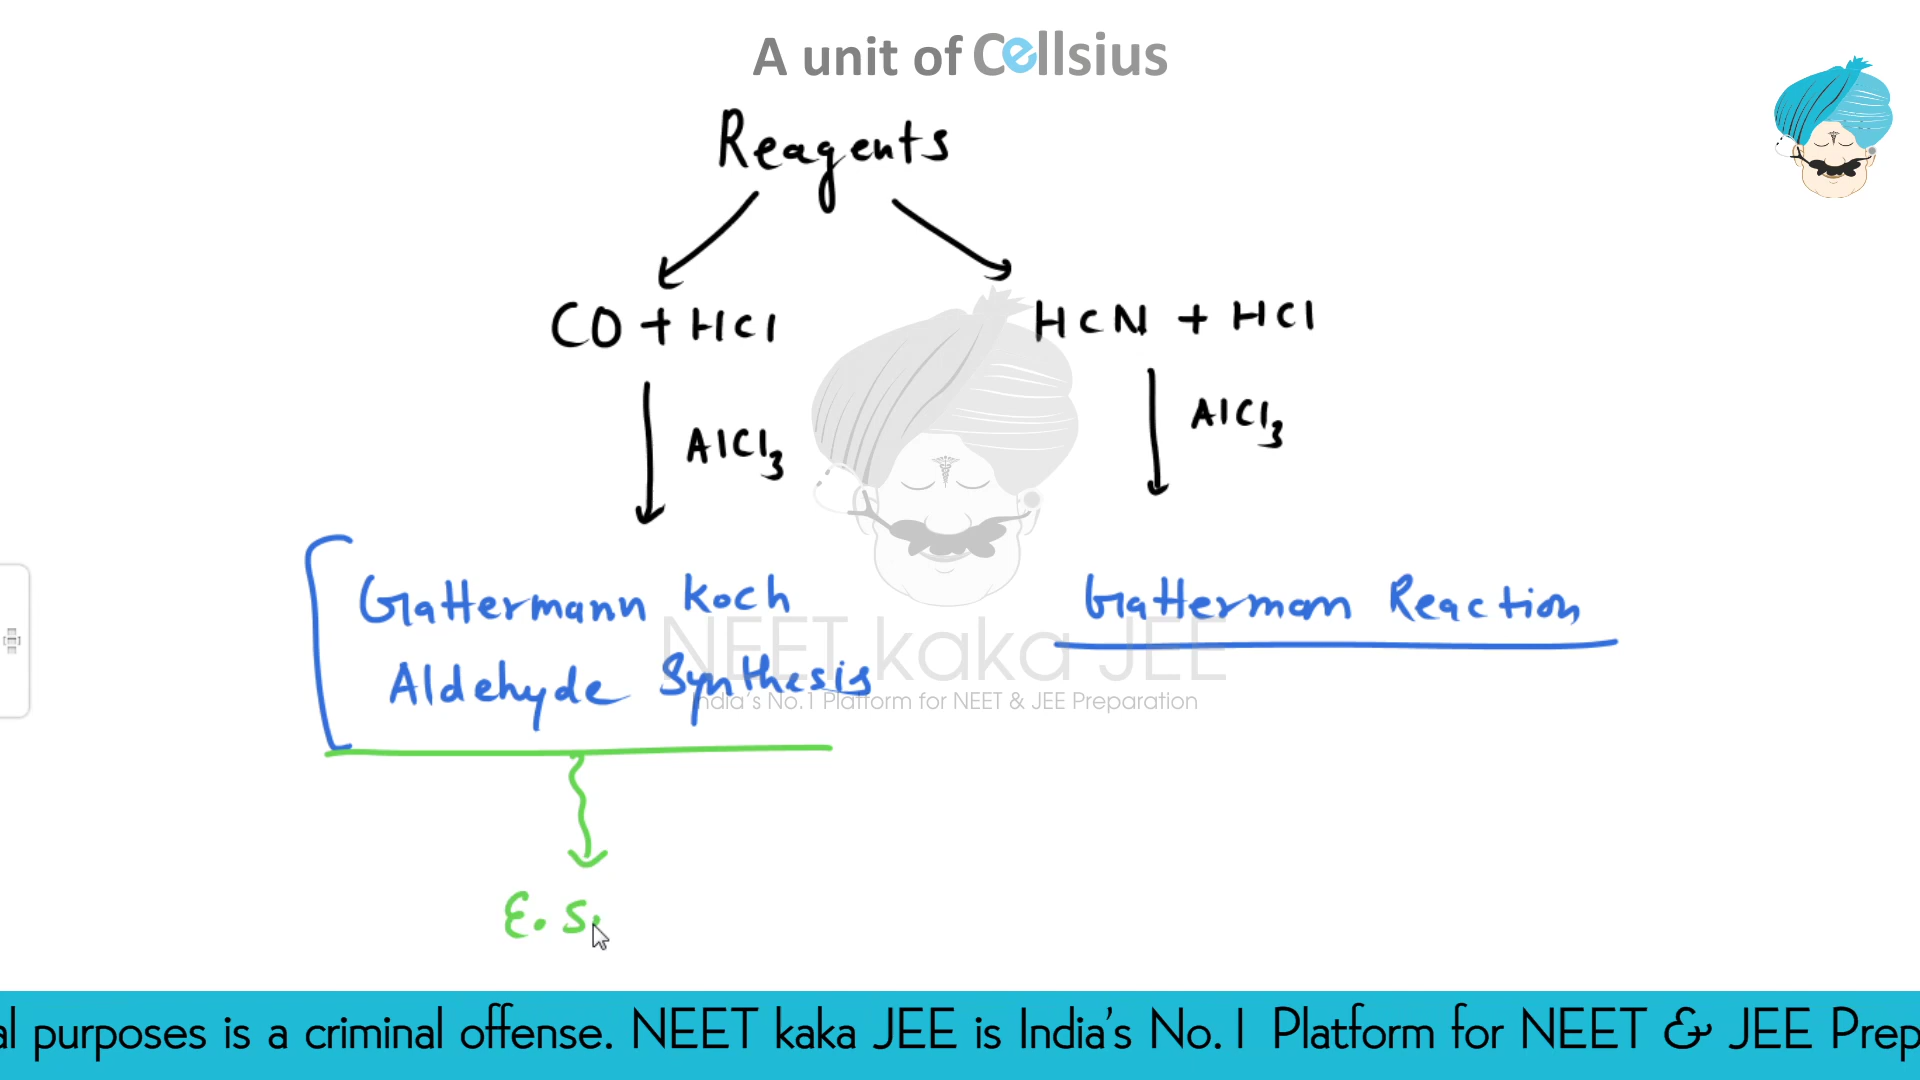 A unit of Cellsius
Reagents
CO + HCl
HCN + HCl
AlCl3
AlCl3
Gattermann Koch
Aldehyde Synthesis
Gatterman Reaction
NEET kaka JEE
India's No.1 Platform for NEET & JEE Preparation
E.S.
al purposes is a criminal offense. NEET kaka JEE is India's No.1 Platform for NEET & JEE Prep